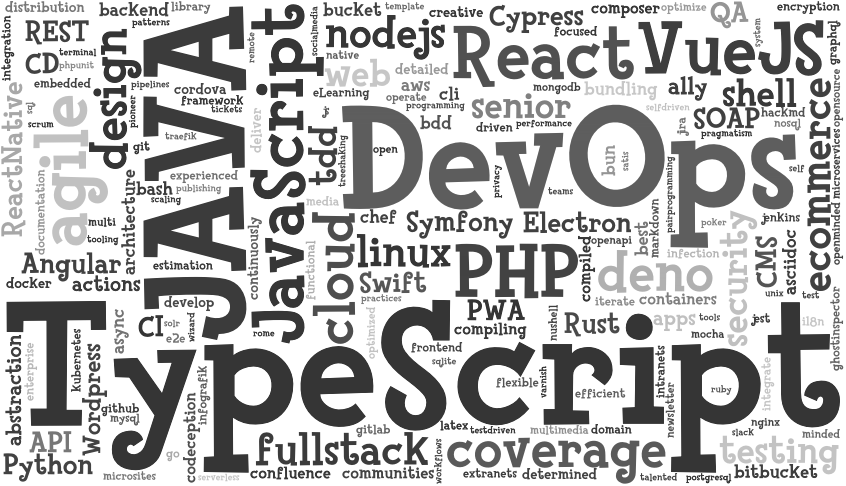 distribution
backend
library
patterns
bucket
template
creative
Cypress
composer
optimize
QA
encryption
integration
REST
terminal
CD
phpunit
embedded
design
pipelines
pioneer
JAVA
remote
JavaScript
socialmedia
nodejs
native
web
detailed
aws
operate
eLearning
cli
programming
focused
React
VueJS
system
graphql
mongodb
bundling
ally
shell
selfdriven
opensource
cordova
framework
tickets
sql
scrum
agile
git
traefik
deliver
jr
tdd
treeshaking
bdd
senior
driven
performance
jira
SOAP
hackmd
nosql
pragmatism
microservices
ReactNative
documentation
experienced
bash
publishing
scaling
open
DevOps
privacy
teams
bun
satis
pairprogramming
self
ecommerce
openminded
multi
tooling
architecture
media
chef
Symfony
Electron
best
markdown
poker
jenkins
Angular
actions
docker
estimation
continuously
functional
cloud
linux
Swift
practices
PHP
compiled
openapi
infection
deno
iterate
containers
security
CMS
asciidoc
unix
test
develop
CI
solr
e2e
wizard
rome
optimized
PWA
compiling
nushell
Rust
apps
tools
mocha
jest
i18n
ghostinspector
TypeScript
async
abstraction
enterprise
Kubernetes
Wordpress
github
mysql
frontend
sqlite
flexible
varnish
efficient
intranets
newsletter
ruby
integrate
API
Python
microsites
go
codeception
infografik
serverless
fullstack
gitlab
confluence
communities
workflows
latex
testdriven
multimedia
domain
coverage
extranets
determined
talented
postgresql
slack
nginx
minded
testing
bitbucket